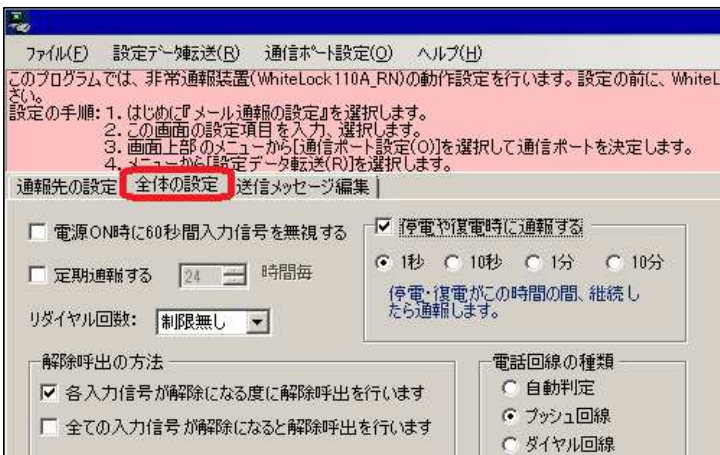 ファイル(F) 設定データ転送(R) 通信ポート設定(O) ヘルプ(H)
このプログラムでは、非常通報装置(WhiteLock110A_RN)の動作設定を行います。設定の前に、WhiteL
さい。
設定の手順: 1. はじめに『メール通報の設定』を選択します。
2. この画面の設定項目を入力、選択します。
3. 画面上部のメニューから[通信ポート設定(O)]を選択して通信ポートを決定します。
4. メニューから[設定データ転送(R)]を選択します。
通報先の設定 全体の設定 送信メッセージ編集
電源ON時に60秒間入力信号を無視する
定期通報する 24 時間毎
リダイヤル回数: 制限無し
停電や復電時に通報する
1秒 10秒 1分 10分
停電・復電がこの時間の間、継続し
たら通報します。
解除呼出の方法
各入力信号が解除になる度に解除呼出を行います
全ての入力信号が解除になると解除呼出を行います
電話回線の種類
自動判定
プッシュ回線
ダイヤル回線